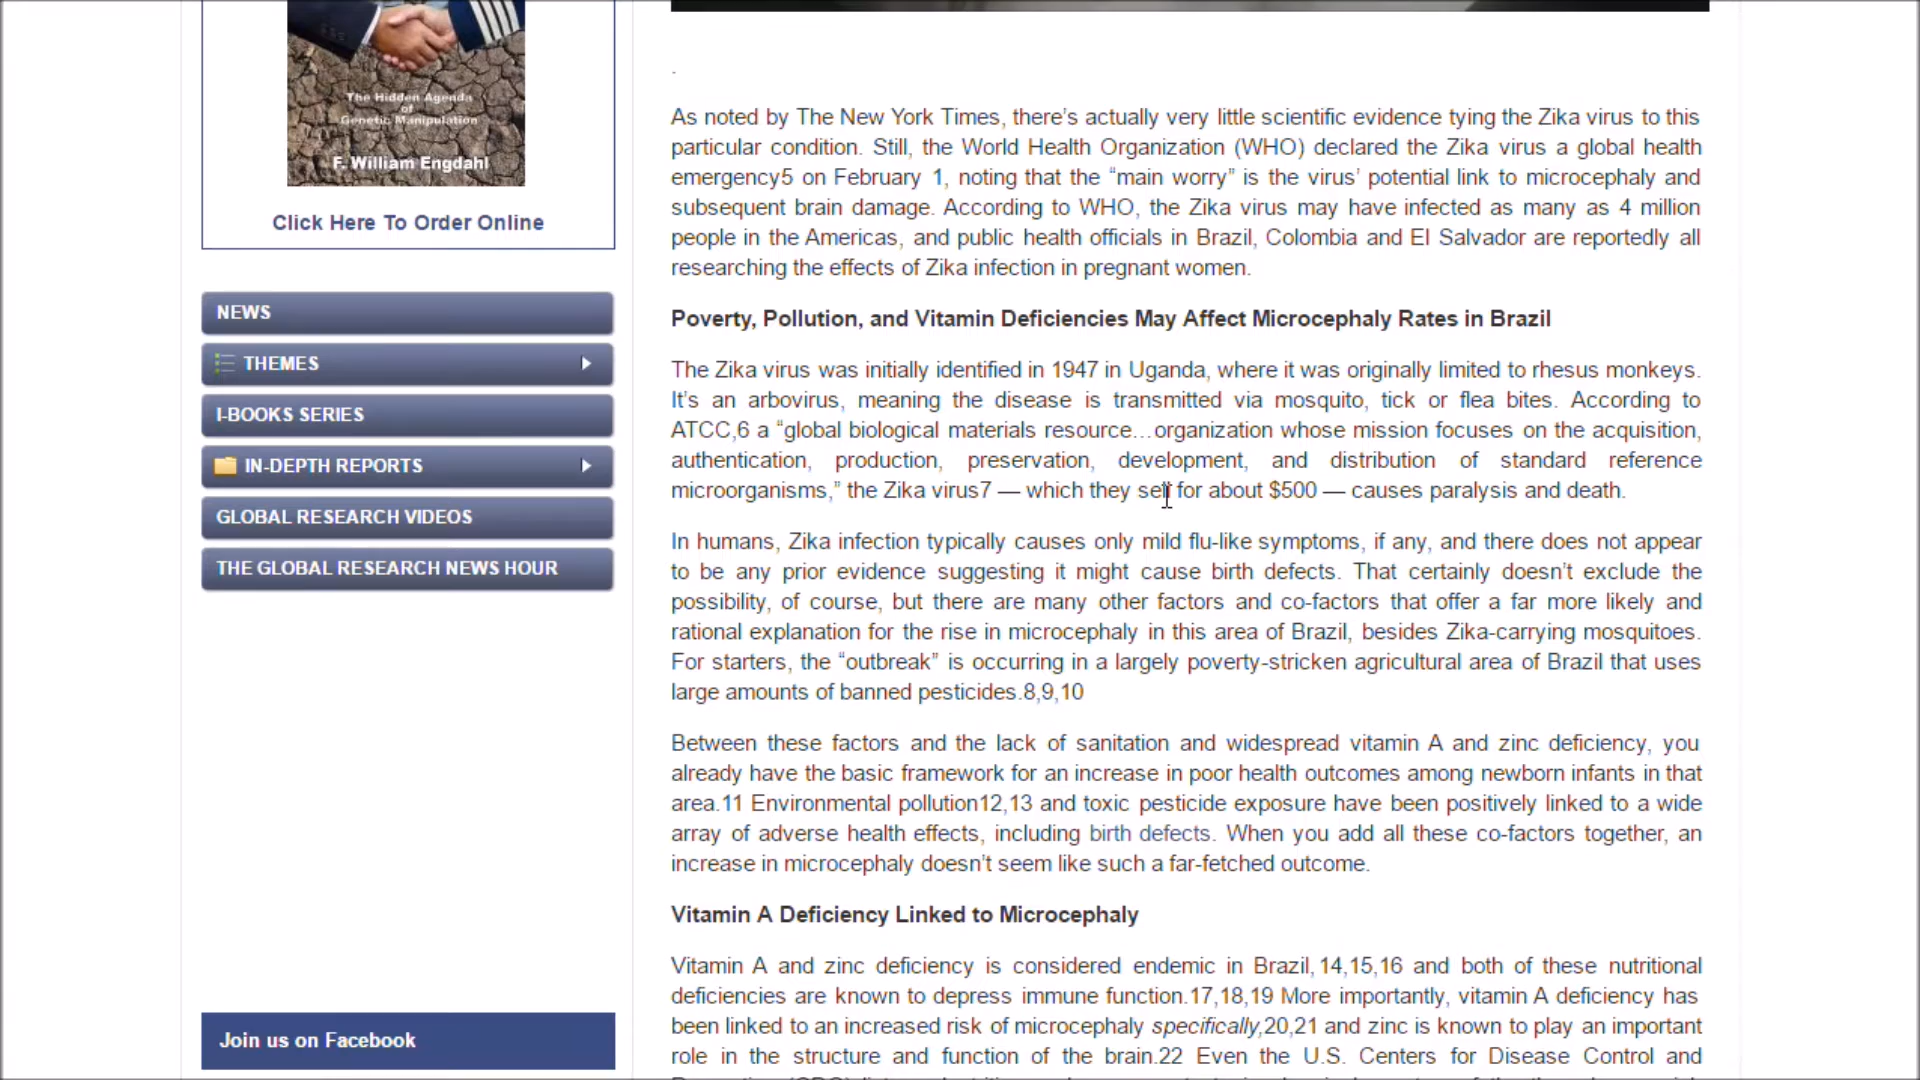 The Hidden Agenda
of
Genetic Manipulation
F. William Engdahl
Click Here To Order Online
NEWS
THEMES
I-BOOKS SERIES
IN-DEPTH REPORTS
GLOBAL RESEARCH VIDEOS
THE GLOBAL RESEARCH NEWS HOUR
Join us on Facebook
.
As noted by The New York Times, there’s actually very little scientific evidence tying the Zika virus to this
particular condition. Still, the World Health Organization (WHO) declared the Zika virus a global health
emergency5 on February 1, noting that the “main worry” is the virus’ potential link to microcephaly and
subsequent brain damage. According to WHO, the Zika virus may have infected as many as 4 million
people in the Americas, and public health officials in Brazil, Colombia and El Salvador are reportedly all
researching the effects of Zika infection in pregnant women.
Poverty, Pollution, and Vitamin Deficiencies May Affect Microcephaly Rates in Brazil
The Zika virus was initially identified in 1947 in Uganda, where it was originally limited to rhesus monkeys.
It’s an arbovirus, meaning the disease is transmitted via mosquito, tick or flea bites. According to
ATCC,6 a “global biological materials resource…organization whose mission focuses on the acquisition,
authentication, production, preservation, development, and distribution of standard reference
microorganisms,” the Zika virus7 — which they sell for about $500 — causes paralysis and death.
In humans, Zika infection typically causes only mild flu-like symptoms, if any, and there does not appear
to be any prior evidence suggesting it might cause birth defects. That certainly doesn’t exclude the
possibility, of course, but there are many other factors and co-factors that offer a far more likely and
rational explanation for the rise in microcephaly in this area of Brazil, besides Zika-carrying mosquitoes.
For starters, the “outbreak” is occurring in a largely poverty-stricken agricultural area of Brazil that uses
large amounts of banned pesticides.8,9,10
Between these factors and the lack of sanitation and widespread vitamin A and zinc deficiency, you
already have the basic framework for an increase in poor health outcomes among newborn infants in that
area.11 Environmental pollution12,13 and toxic pesticide exposure have been positively linked to a wide
array of adverse health effects, including birth defects. When you add all these co-factors together, an
increase in microcephaly doesn’t seem like such a far-fetched outcome.
Vitamin A Deficiency Linked to Microcephaly
Vitamin A and zinc deficiency is considered endemic in Brazil,14,15,16 and both of these nutritional
deficiencies are known to depress immune function.17,18,19 More importantly, vitamin A deficiency has
been linked to an increased risk of microcephaly specifically,20,21 and zinc is known to play an important
role in the structure and function of the brain.22 Even the U.S. Centers for Disease Control and